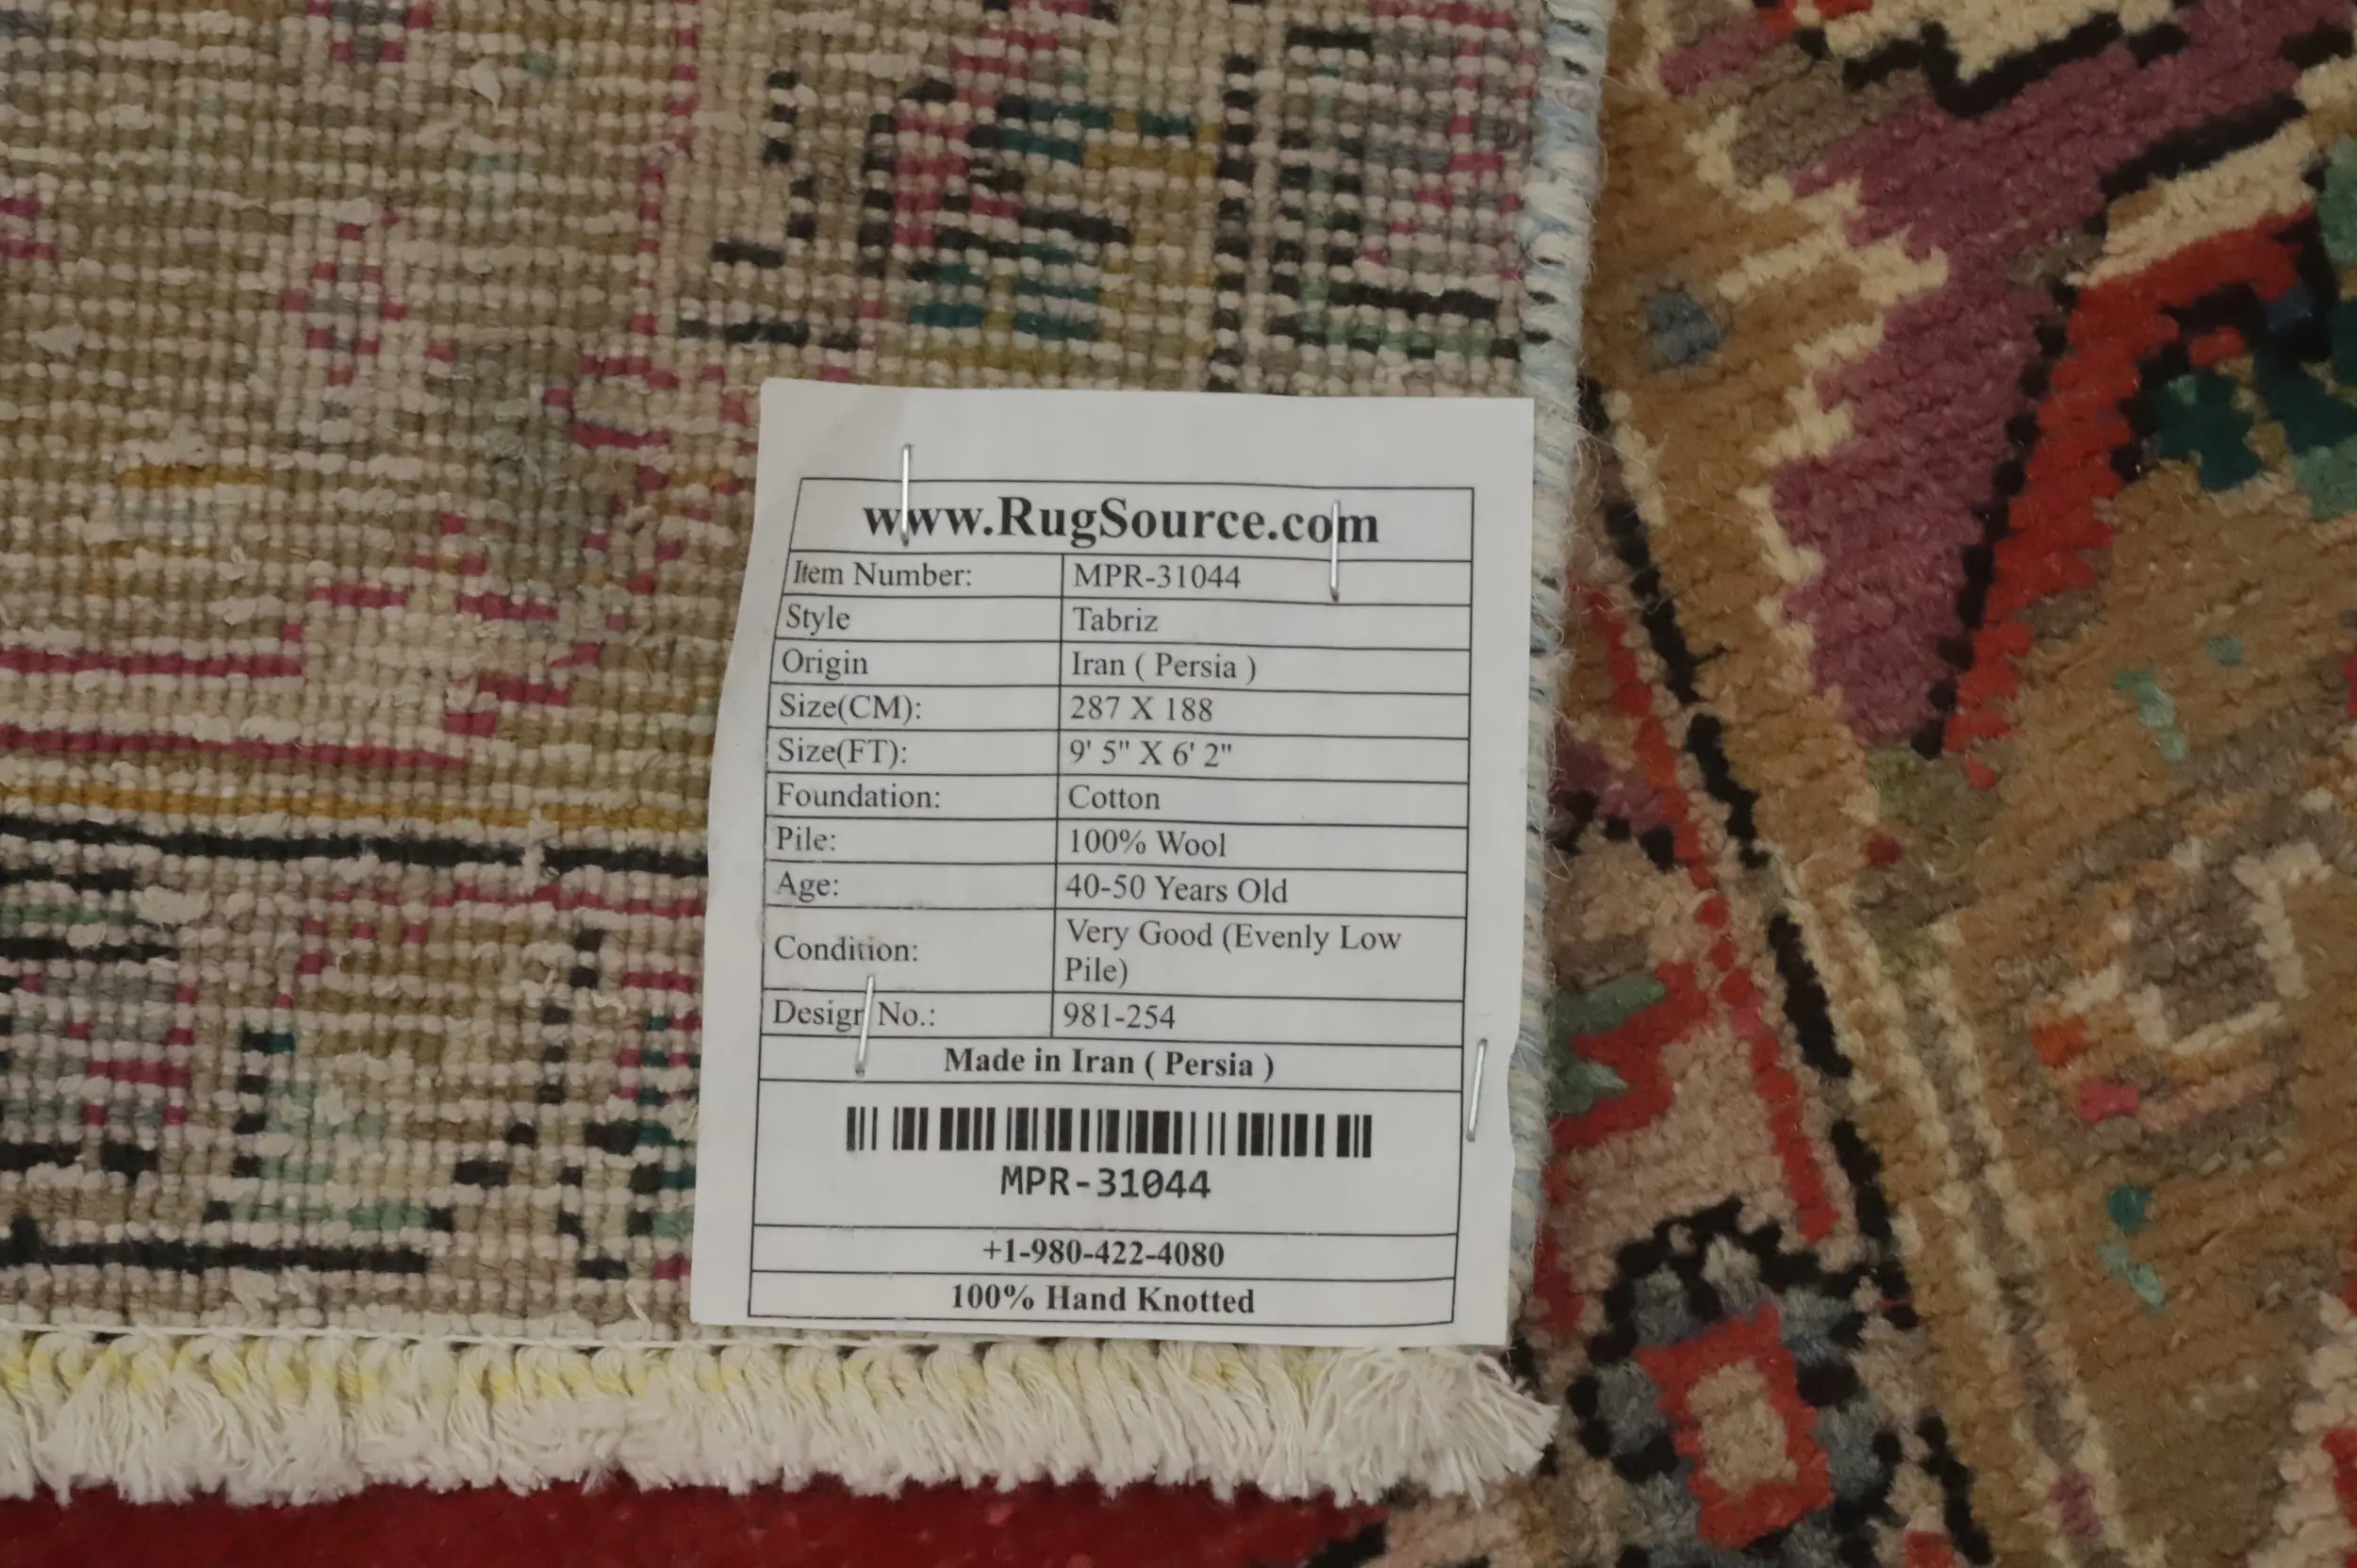 www.RugSource.com
Item Number: MPR-31044
Style Tabriz
Origin Iran ( Persia )
Size(CM): 287 X 188
Size(FT): 9' 5" X 6' 2"
Foundation: Cotton
Pile: 100% Wool
Age: 40-50 Years Old
Condition: Very Good (Evenly Low
Pile)
Design No.: 981-254
Made in Iran ( Persia )
MPR-31044
+1-980-422-4080
100% Hand Knotted